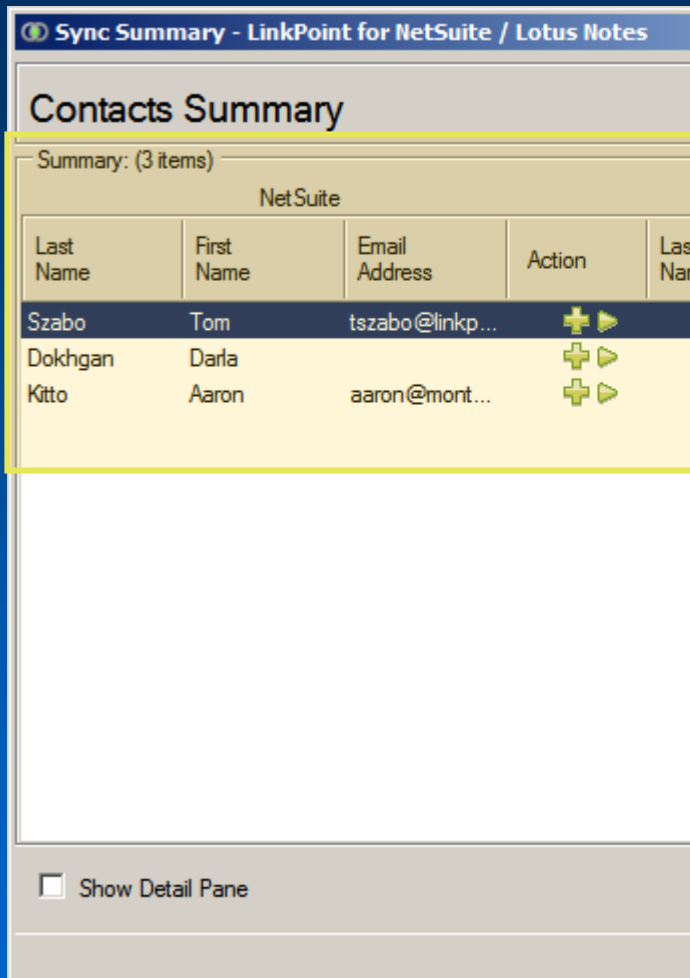 Sync Summary - LinkPoint for NetSuite / Lotus Notes
Contacts Summary
Summary: (3 items)
NetSuite
Last Name First Name Email Address Action
Szabo Tom tszabo@linkp...
Dokhgan Darla
Kitto Aaron aaron@mont...
Show Detail Pane